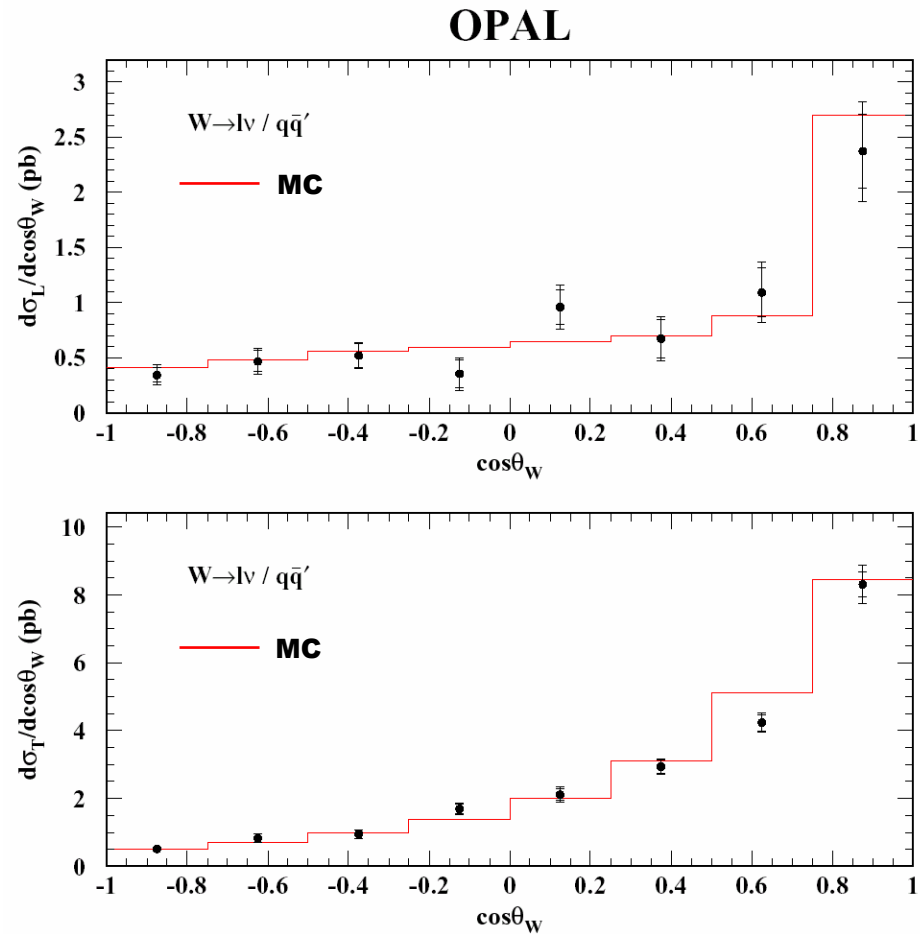 OPAL
3
2.5
2
1.5
1
0.5
0
dσL/dcosθW (pb)
W→lν / qq̄′
MC
-1 -0.8 -0.6 -0.4 -0.2 0 0.2 0.4 0.6 0.8 1
cosθW
10
8
6
4
2
0
dσT/dcosθW (pb)
W→lν / qq̄′
MC
-1 -0.8 -0.6 -0.4 -0.2 0 0.2 0.4 0.6 0.8 1
cosθW